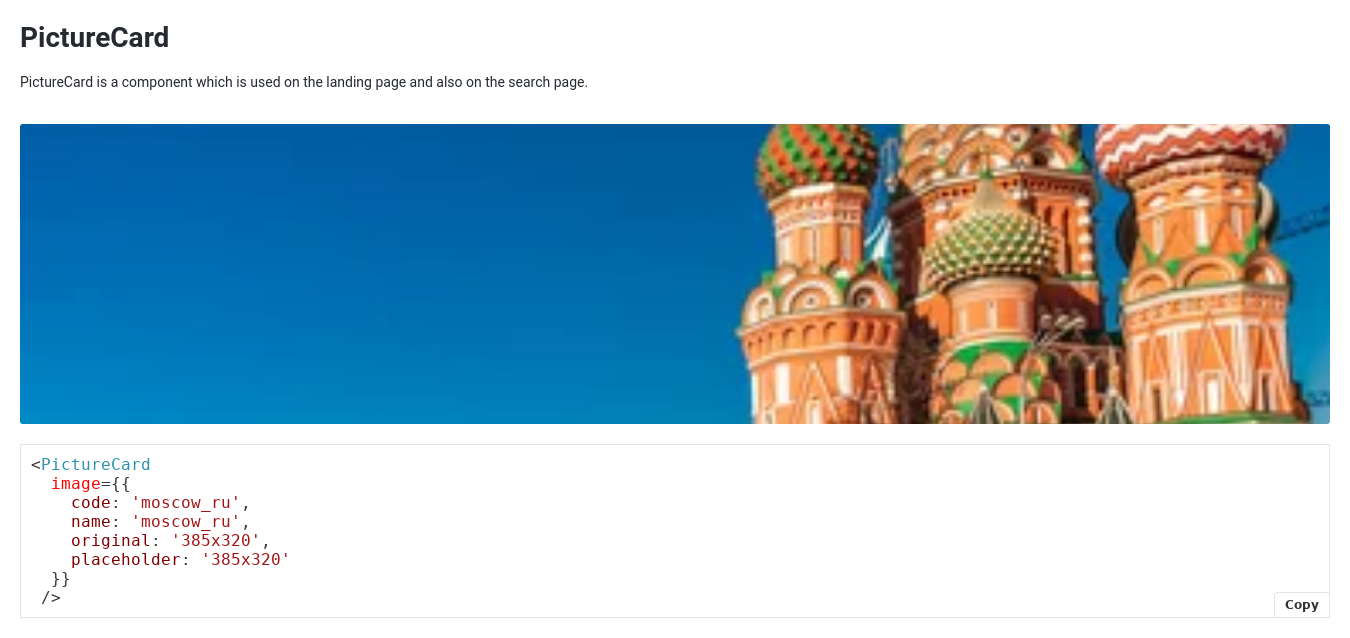 PictureCard
PictureCard is a component which is used on the landing page and also on the search page.
<PictureCard
  image={{
    code: 'moscow_ru',
    name: 'moscow_ru',
    original: '385x320',
    placeholder: '385x320'
  }}
 />
Copy